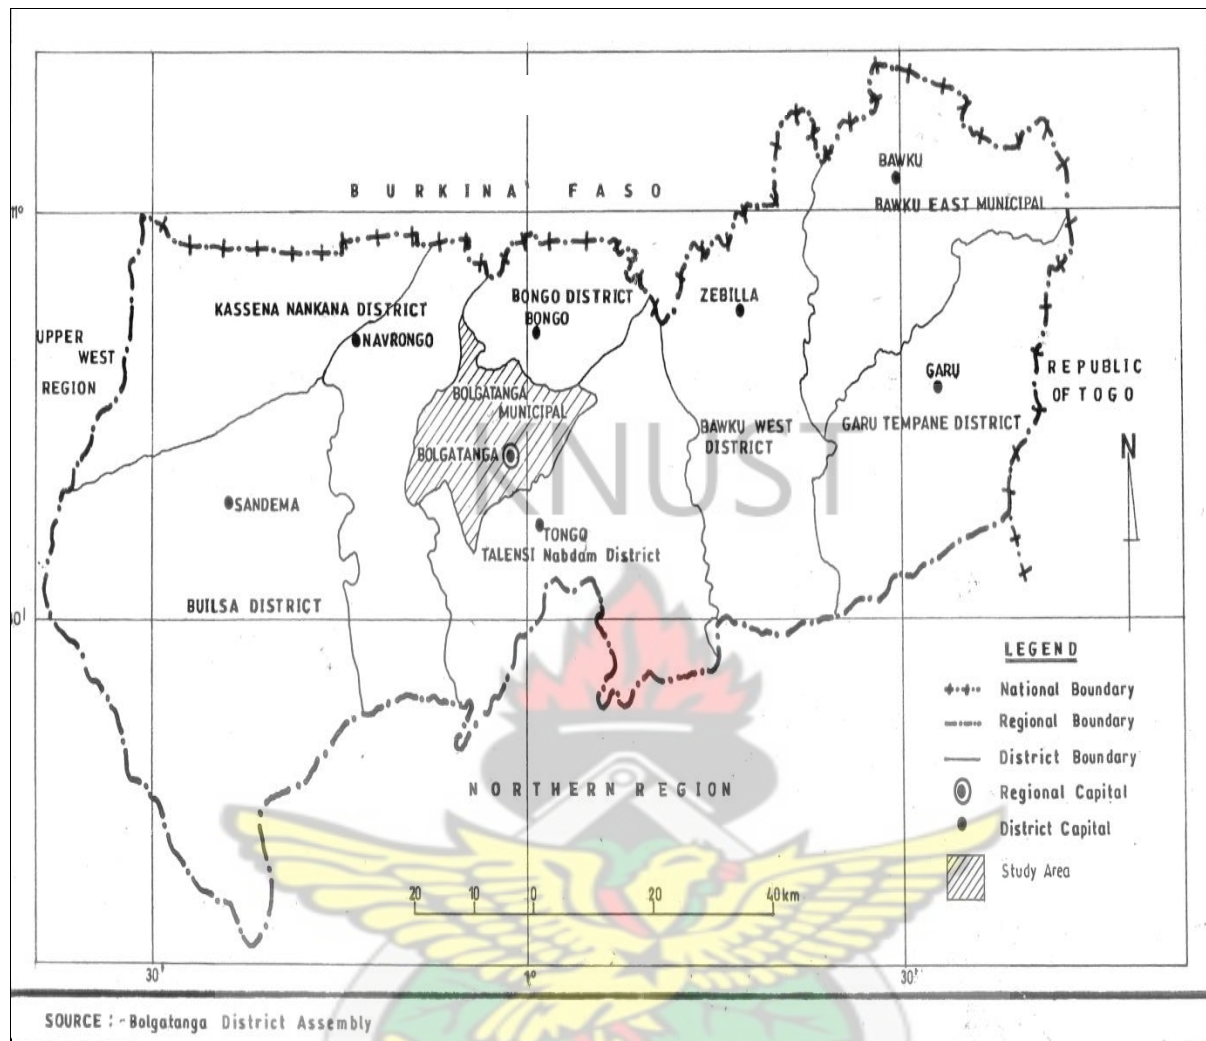 BURKINA FASO
BAWKU
11°
BAWKU EAST MUNICIPAL
KASSENA NANKANA DISTRICT
BONGO DISTRICT
BONGO
ZEBILLA
NAVRONGO
UPPER
WEST
REGION
GARU
REPUBLIC
OF TOGO
BOLGATANGA
MUNICIPAL
GARU TEMPANE DISTRICT
BAWKU WEST
DISTRICT
KNUST
N
BOLGATANGA
SANDEMA
TONGO
TALENSI Nabdam District
BUILSA DISTRICT
LEGEND
National Boundary
Regional Boundary
District Boundary
Regional Capital
District Capital
Study Area
NORTHERN REGION
20 10 0 20 40km
30' 1° 30'
SOURCE :- Bolgatanga District Assembly